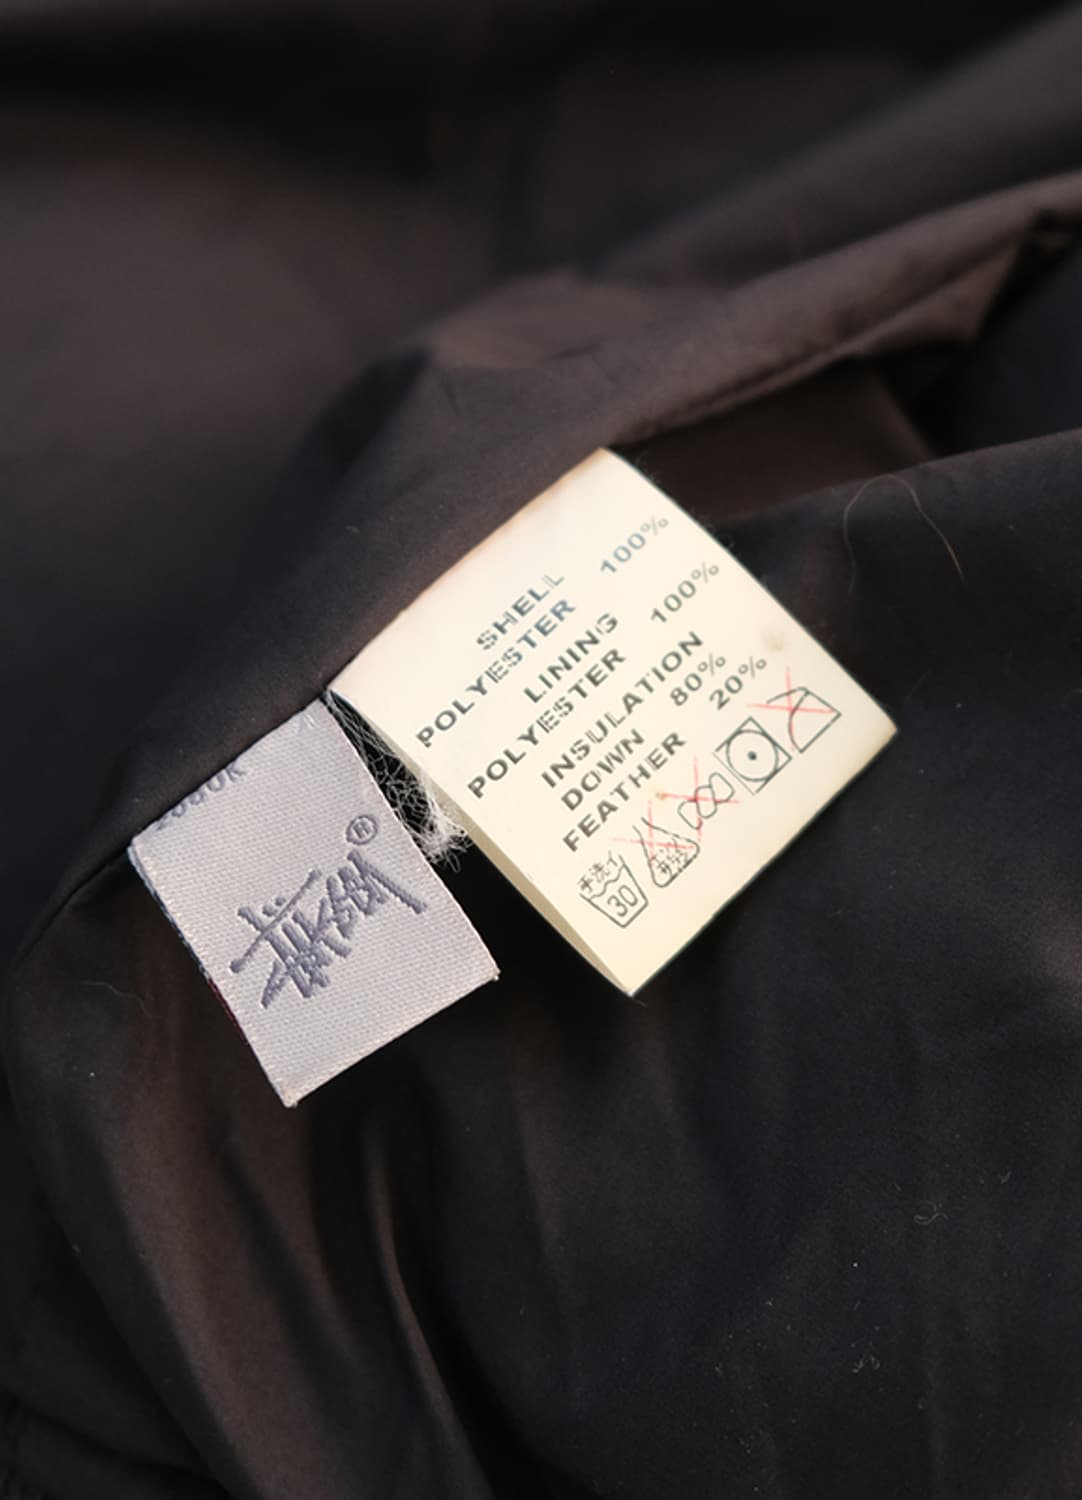 SHELL
POLYESTER 100%
LINING
POLYESTER 100%
INSULATION
DOWN 80%
FEATHER 20%
手洗イ
30
®